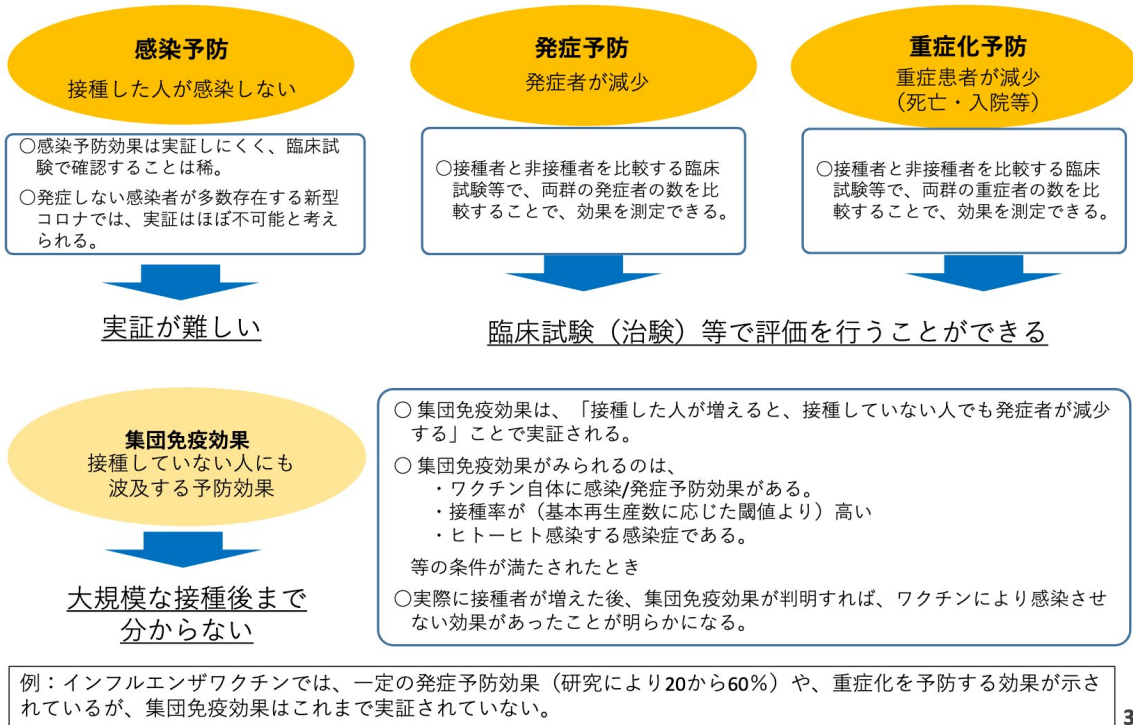 感染予防
接種した人が感染しない
〇感染予防効果は実証しにくく、臨床試
験で確認することは稀。
〇発症しない感染者が多数存在する新型
コロナでは、実証はほぼ不可能と考え
られる。
実証が難しい
発症予防
発症者が減少
〇接種者と非接種者を比較する臨床
試験等で、両群の発症者の数を比
較することで、効果を測定できる。
重症化予防
重症患者が減少
（死亡・入院等）
〇接種者と非接種者を比較する臨床
試験等で、両群の重症者の数を比
較することで、効果を測定できる。
臨床試験（治験）等で評価を行うことができる
集団免疫効果
接種していない人にも
波及する予防効果
大規模な接種後まで
分からない
〇 集団免疫効果は、「接種した人が増えると、接種していない人でも発症者が減少
する」ことで実証される。
〇 集団免疫効果がみられるのは、
・ワクチン自体に感染/発症予防効果がある。
・接種率が（基本再生産数に応じた閾値より）高い
・ヒトーヒト感染する感染症である。
等の条件が満たされたとき
〇実際に接種者が増えた後、集団免疫効果が判明すれば、ワクチンにより感染させ
ない効果があったことが明らかになる。
例：インフルエンザワクチンでは、一定の発症予防効果（研究により20から60%）や、重症化を予防する効果が示さ
れているが、集団免疫効果はこれまで実証されていない。
3